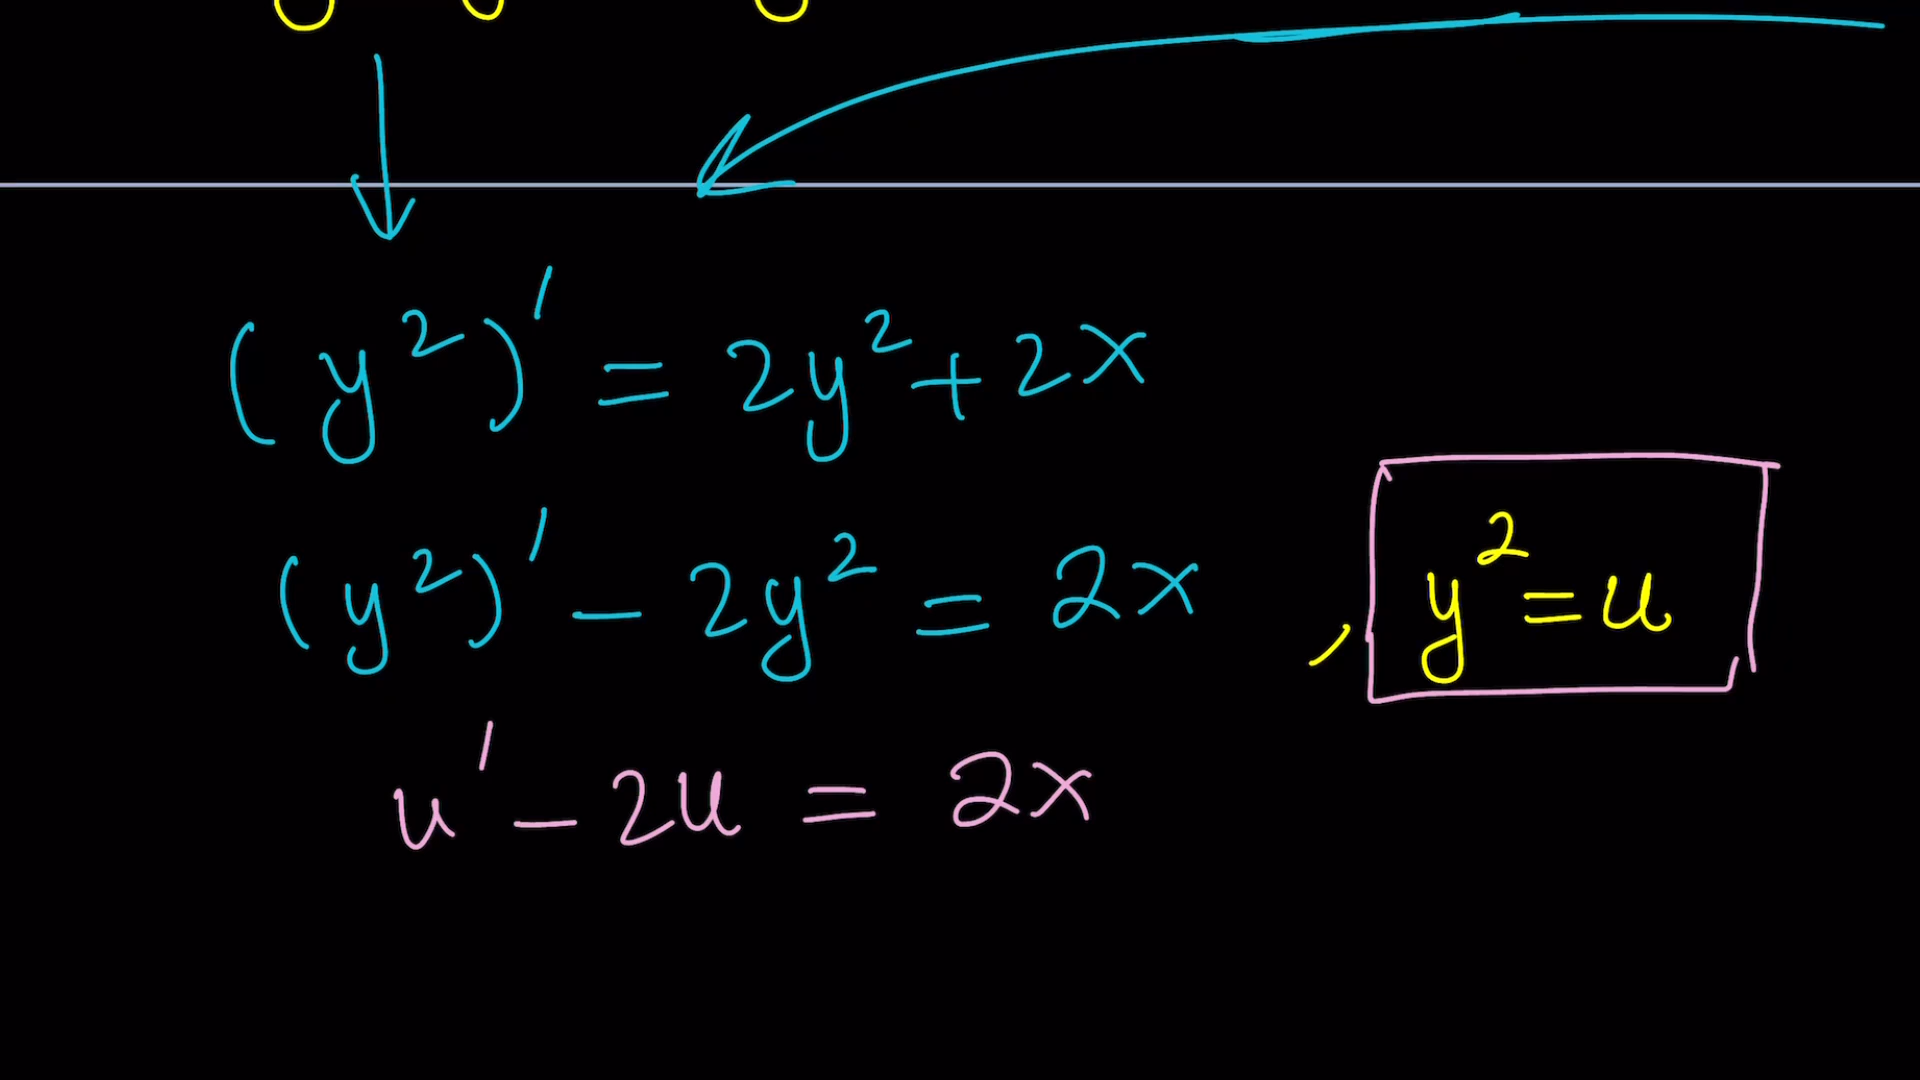 (y²)' = 2y² + 2x
(y²)' - 2y² = 2x , y² = u
u' - 2u = 2x